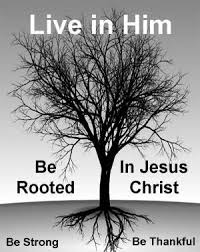 Live in Him
Be In Jesus
Rooted Christ
Be Strong Be Thankful